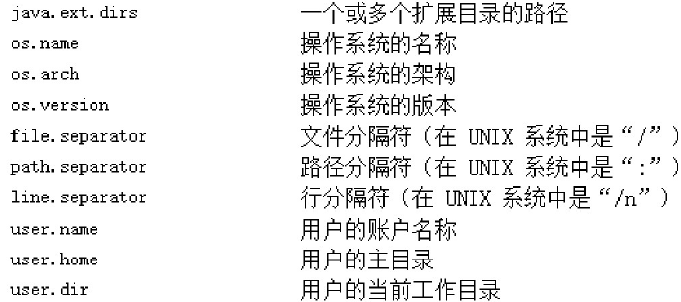 java.ext.dirs 一个或多个扩展目录的路径
os.name 操作系统的名称
os.arch 操作系统的架构
os.version 操作系统的版本
file.separator 文件分隔符（在 UNIX 系统中是“/”）
path.separator 路径分隔符（在 UNIX 系统中是“:”）
line.separator 行分隔符（在 UNIX 系统中是“/n”）
user.name 用户的账户名称
user.home 用户的主目录
user.dir 用户的当前工作目录